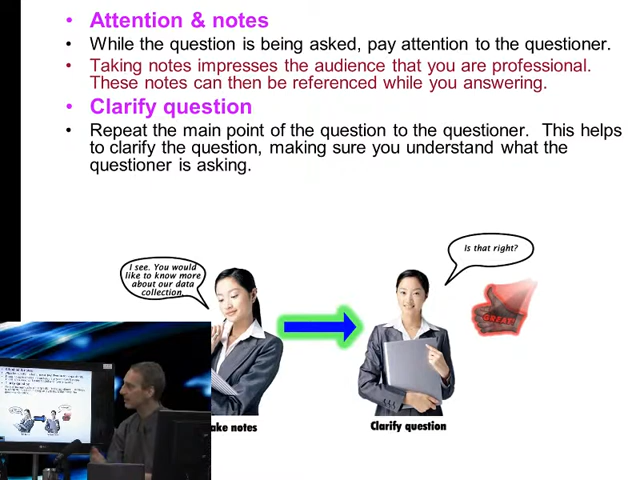 Attention & notes
While the question is being asked, pay attention to the questioner.
Taking notes impresses the audience that you are professional.
These notes can then be referenced while you answering.
Clarify question
Repeat the main point of the question to the questioner. This helps
to clarify the question, making sure you understand what the
questioner is asking.
Is that right?
I see. You would
like to know more
about our data
collection.
GREAT!
ake notes
Clarify question